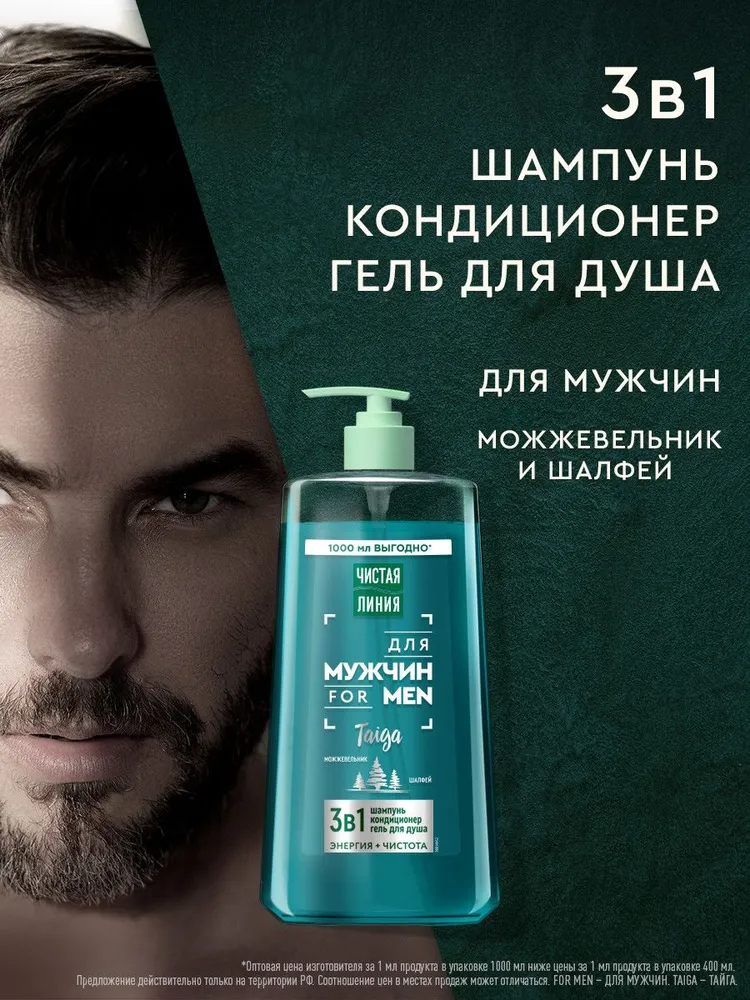 3в1
ШАМПУНЬ
КОНДИЦИОНЕР
ГЕЛЬ ДЛЯ ДУША
ДЛЯ МУЖЧИН
МОЖЖЕВЕЛЬНИК
И ШАЛФЕЙ
1000 мл ВЫГОДНО*
ЧИСТАЯ
ЛИНИЯ
ДЛЯ
МУЖЧИН
FOR MEN
Taiga
МОЖЖЕВЕЛЬНИК
ШАЛФЕЙ
3в1 шампунь
кондиционер
гель для душа
ЭНЕРГИЯ + ЧИСТОТА
*Оптовая цена изготовителя за 1 мл продукта в упаковке 1000 мл ниже цены за 1 мл продукта в упаковке 400 мл.
Предложение действительно только на территории РФ. Соотношение цен в местах продаж может отличаться. FOR MEN – ДЛЯ МУЖЧИН. TAIGA – ТАЙГА.